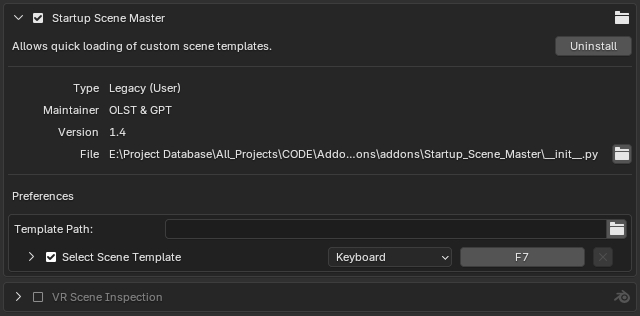 Startup Scene Master
Allows quick loading of custom scene templates.
Uninstall
Type Legacy (User)
Maintainer OLST & GPT
Version 1.4
File E:\Project Database\All_Projects\CODE\Addo...ons\addons\Startup_Scene_Master\__init__.py
Preferences
Template Path:
Select Scene Template Keyboard F7
VR Scene Inspection